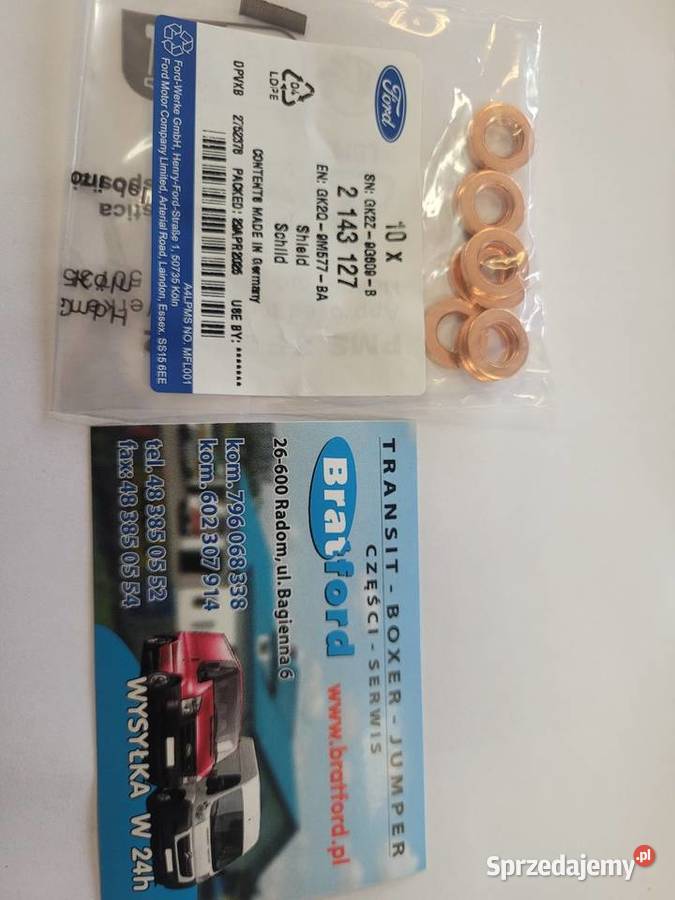 Ford
10 X
SN: GK2Z-9G609-B
2 143 127
EN: GK2Q-9M577-BA
Shield
Schild
CONTENTS MADE IN Germany
04
LDPE
DPVXB 2752378 PACKED: USE BY: *******
A4LPMS NO. MFL001
Ford-Werke GmbH, Henry-Ford-Straße 1, 50735 Köln
Ford Motor Company Limited, Arterial Road, Laindon, Essex. SS15 6EE
TRANSIT - BOXER - JUMPER
CZĘŚCI - SERWIS
Bratford www.bratford.pl
26-600 Radom, ul. Bagienna 6
kom. 796 068 338
kom. 602 307 914
tel. 48 385 05 52
fax: 48 385 05 54
WYSYŁKA W 24h
Sprzedajemy.pl